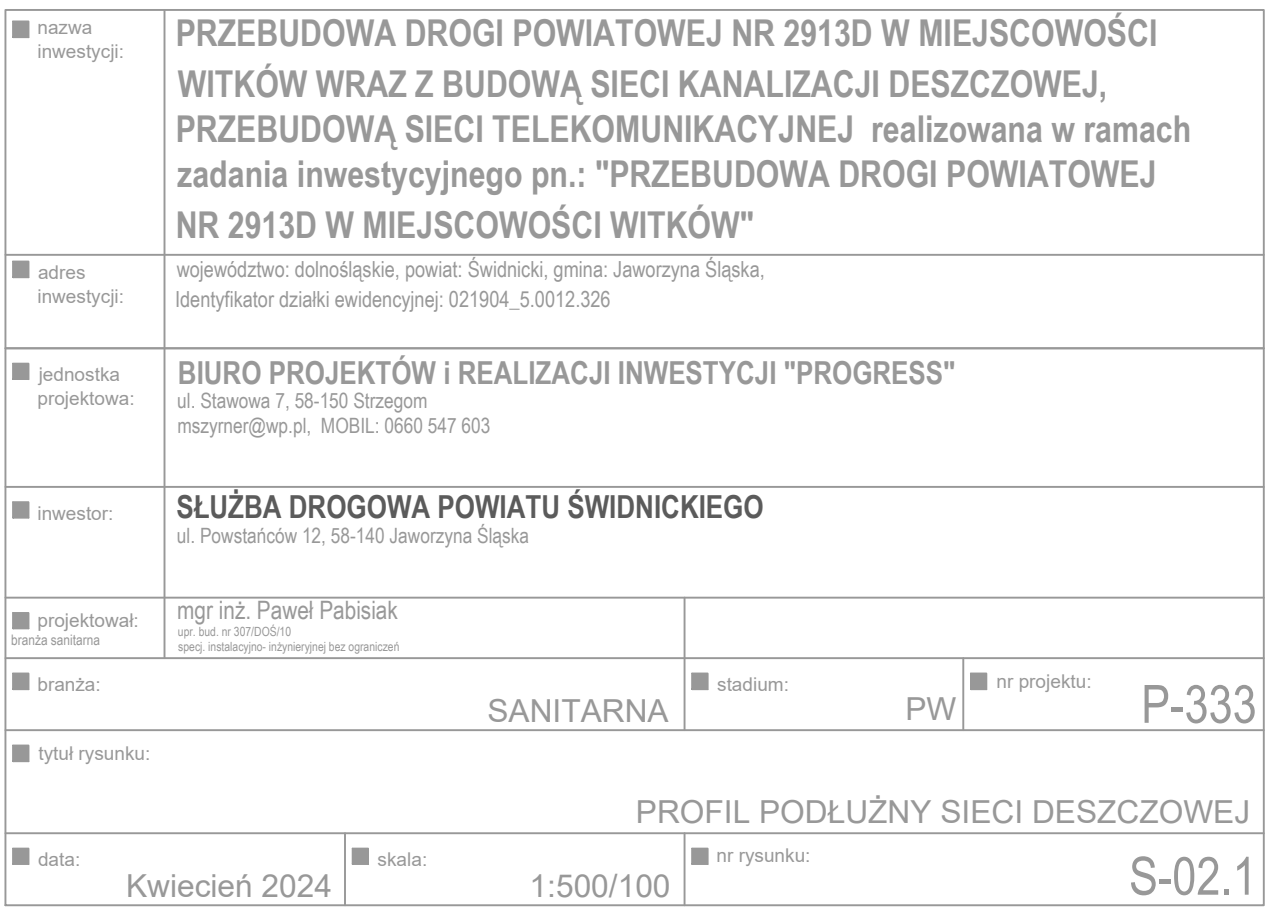 nazwa inwestycji:
PRZEBUDOWA DROGI POWIATOWEJ NR 2913D W MIEJSCOWOŚCI
WITKÓW WRAZ Z BUDOWĄ SIECI KANALIZACJI DESZCZOWEJ,
PRZEBUDOWĄ SIECI TELEKOMUNIKACYJNEJ realizowana w ramach
zadania inwestycyjnego pn.: "PRZEBUDOWA DROGI POWIATOWEJ
NR 2913D W MIEJSCOWOŚCI WITKÓW"
adres
inwestycji:
województwo: dolnośląskie, powiat: Świdnicki, gmina: Jaworzyna Śląska,
Identyfikator działki ewidencyjnej: 021904_5.0012.326
jednostka
projektowa:
BIURO PROJEKTÓW i REALIZACJI INWESTYCJI "PROGRESS"
ul. Stawowa 7, 58-150 Strzegom
mszyrner@wp.pl, MOBIL: 0660 547 603
inwestor:
SŁUŻBA DROGOWA POWIATU ŚWIDNICKIEGO
ul. Powstańców 12, 58-140 Jaworzyna Śląska
projektował:
branża sanitarna
mgr inż. Paweł Pabisiak
upr. bud. nr 307/DOŚ/10
specj. instalacyjno- inżynieryjnej bez ograniczeń
branża:
SANITARNA
stadium:
PW
nr projektu:
P-333
tytuł rysunku:
PROFIL PODŁUŻNY SIECI DESZCZOWEJ
data:
Kwiecień 2024
skala:
1:500/100
nr rysunku:
S-02.1